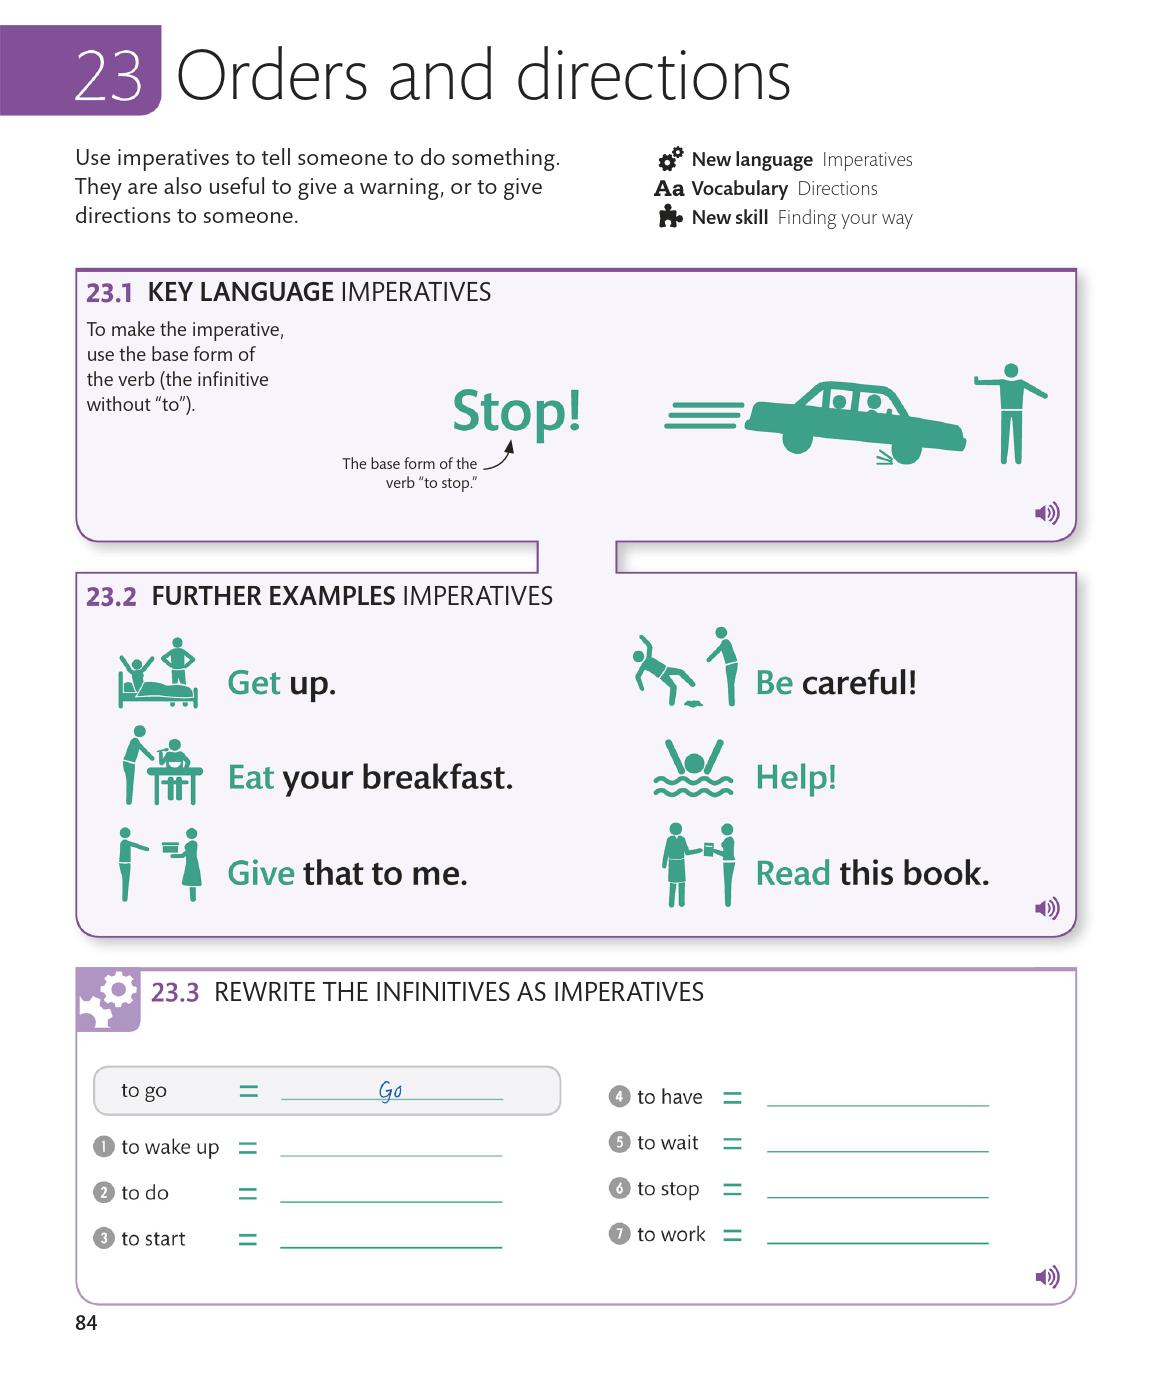 23 Orders and directions
Use imperatives to tell someone to do something.
They are also useful to give a warning, or to give
directions to someone.
New language Imperatives
Aa Vocabulary Directions
New skill Finding your way
23.1 KEY LANGUAGE IMPERATIVES
To make the imperative,
use the base form of
the verb (the infinitive
without “to”).
Stop!
The base form of the
verb “to stop.”
23.2 FURTHER EXAMPLES IMPERATIVES
Get up.
Eat your breakfast.
Give that to me.
Be careful!
Help!
Read this book.
23.3 REWRITE THE INFINITIVES AS IMPERATIVES
to go = Go
1 to wake up =
2 to do =
3 to start =
4 to have =
5 to wait =
6 to stop =
7 to work =
84